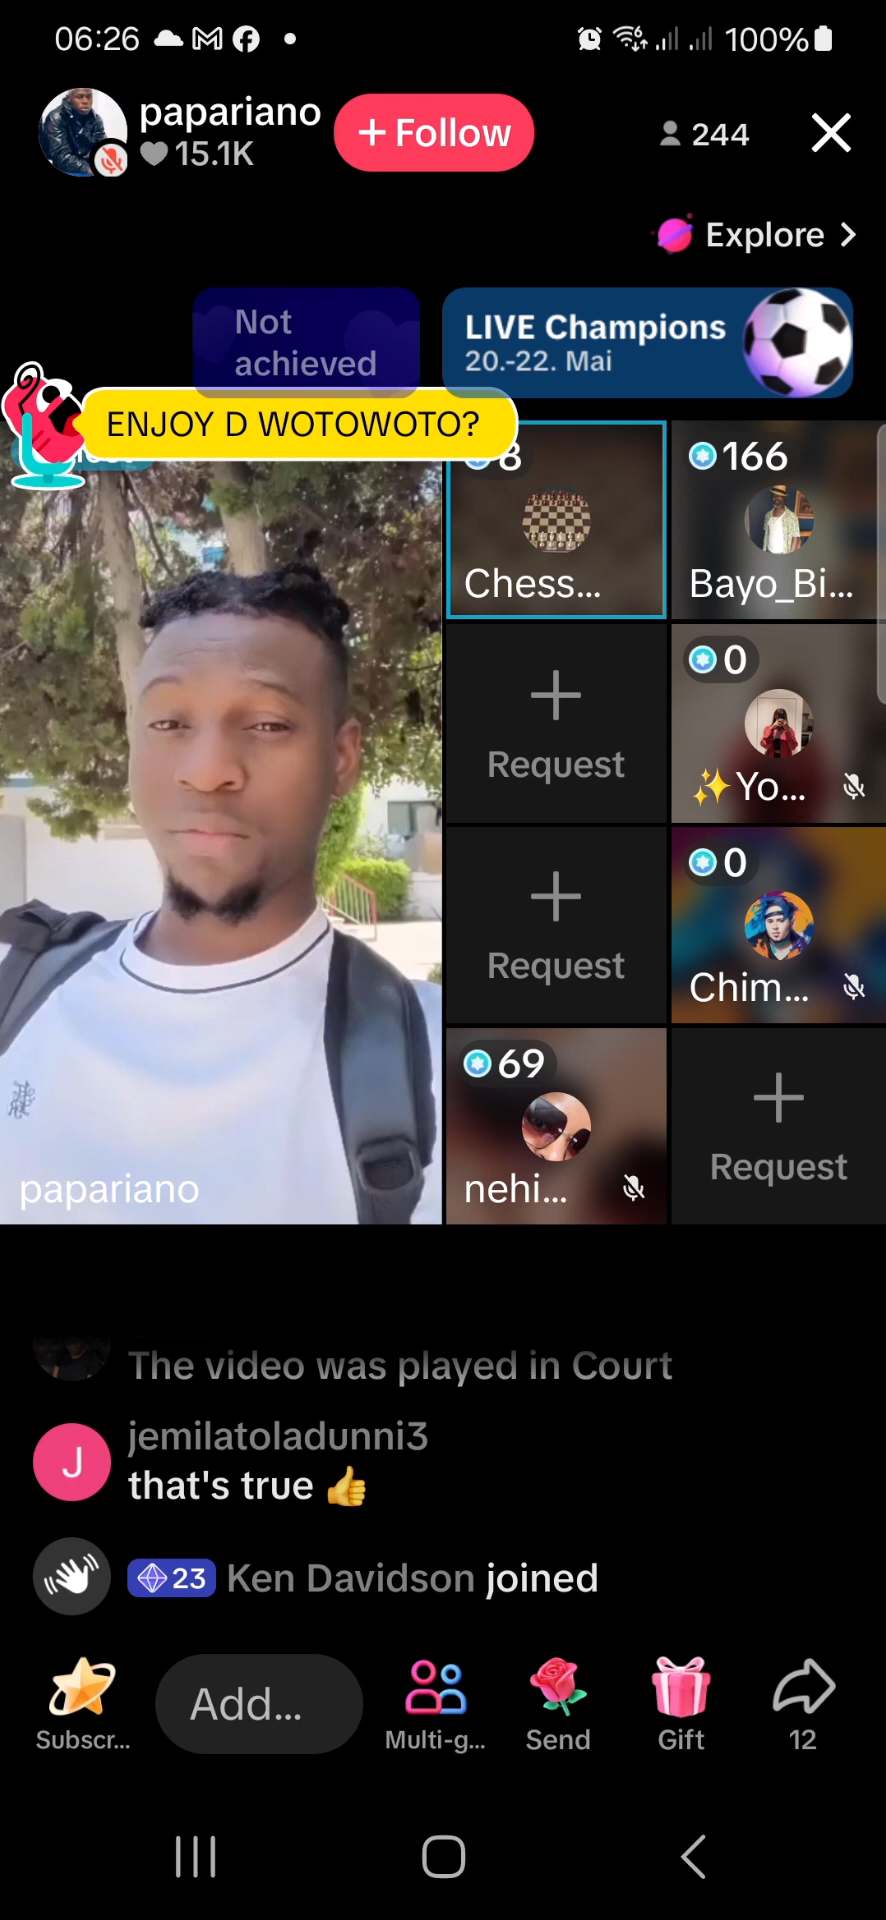 06:26
100%
papariano
15.1K
+ Follow
244
Explore
Not
achieved
LIVE Champions
20.-22. Mai
ENJOY D WOTOWOTO?
8
Chess...
166
Bayo_Bi...
Request
0
✨Yo...
Request
0
Chim...
69
nehi...
Request
papariano
The video was played in Court
J
jemilatoladunni3
that's true 👍
23 Ken Davidson joined
Subscr...
Add...
Multi-g...
Send
Gift
12